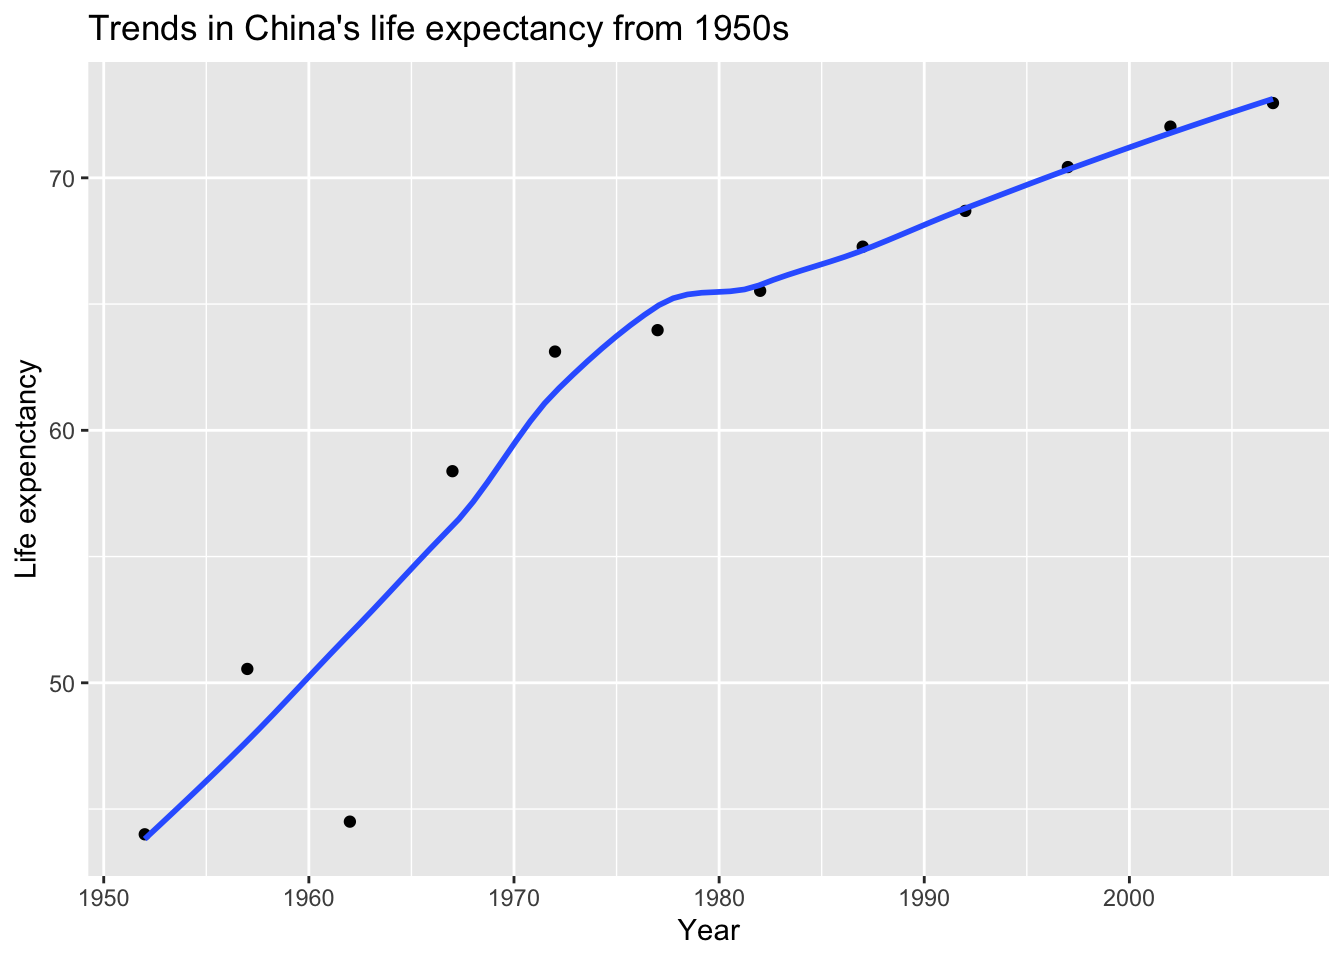 Trends in China's life expectancy from 1950s
Life expenctancy
70
60
50
1950 1960 1970 1980 1990 2000
Year